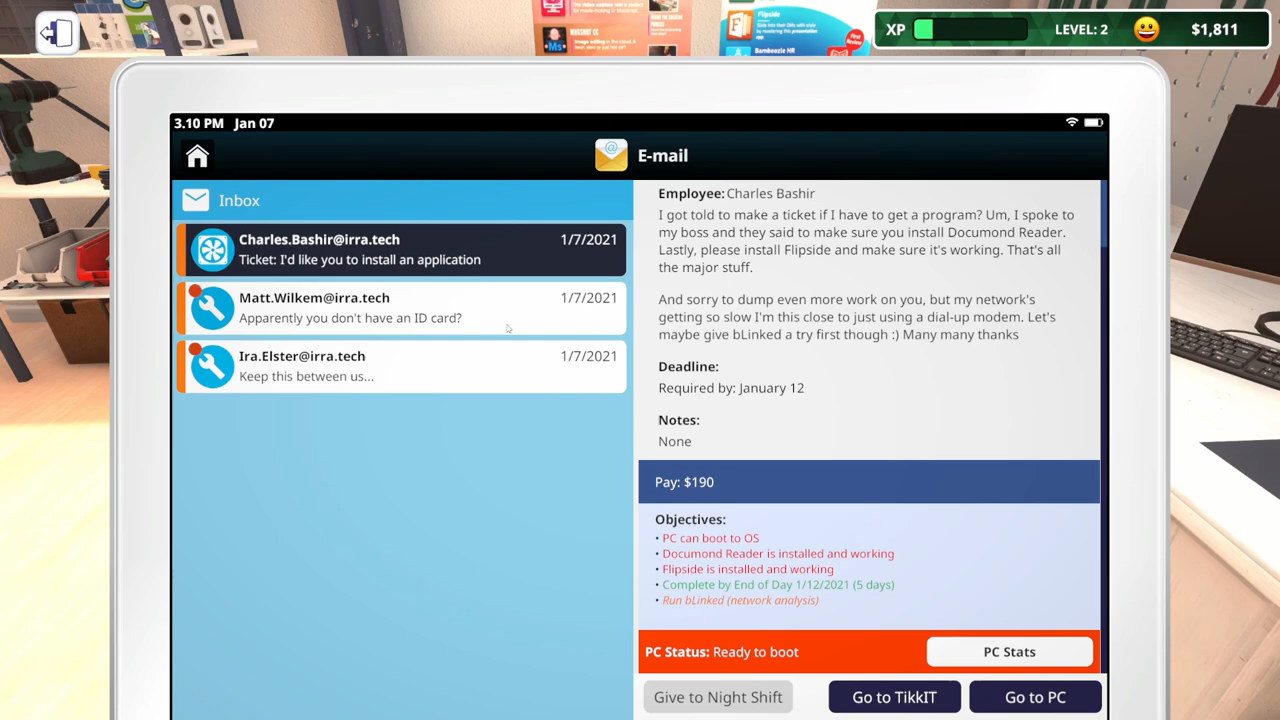 Flipside
First Review
Bamboozle HR
XP
LEVEL: 2
$1,811
3.10 PM Jan 07
E-mail
Inbox
Charles.Bashir@irra.tech 1/7/2021
Ticket: I'd like you to install an application
Matt.Wilkem@irra.tech 1/7/2021
Apparently you don't have an ID card?
Ira.Elster@irra.tech 1/7/2021
Keep this between us...
Employee: Charles Bashir
I got told to make a ticket if I have to get a program? Um, I spoke to
my boss and they said to make sure you install Documond Reader.
Lastly, please install Flipside and make sure it's working. That's all
the major stuff.
And sorry to dump even more work on you, but my network's
getting so slow I'm this close to just using a dial-up modem. Let's
maybe give bLinked a try first though :) Many many thanks
Deadline:
Required by: January 12
Notes:
None
Pay: $190
Objectives:
• PC can boot to OS
• Documond Reader is installed and working
• Flipside is installed and working
• Complete by End of Day 1/12/2021 (5 days)
• Run bLinked (network analysis)
PC Status: Ready to boot
PC Stats
Give to Night Shift
Go to TikkIT
Go to PC